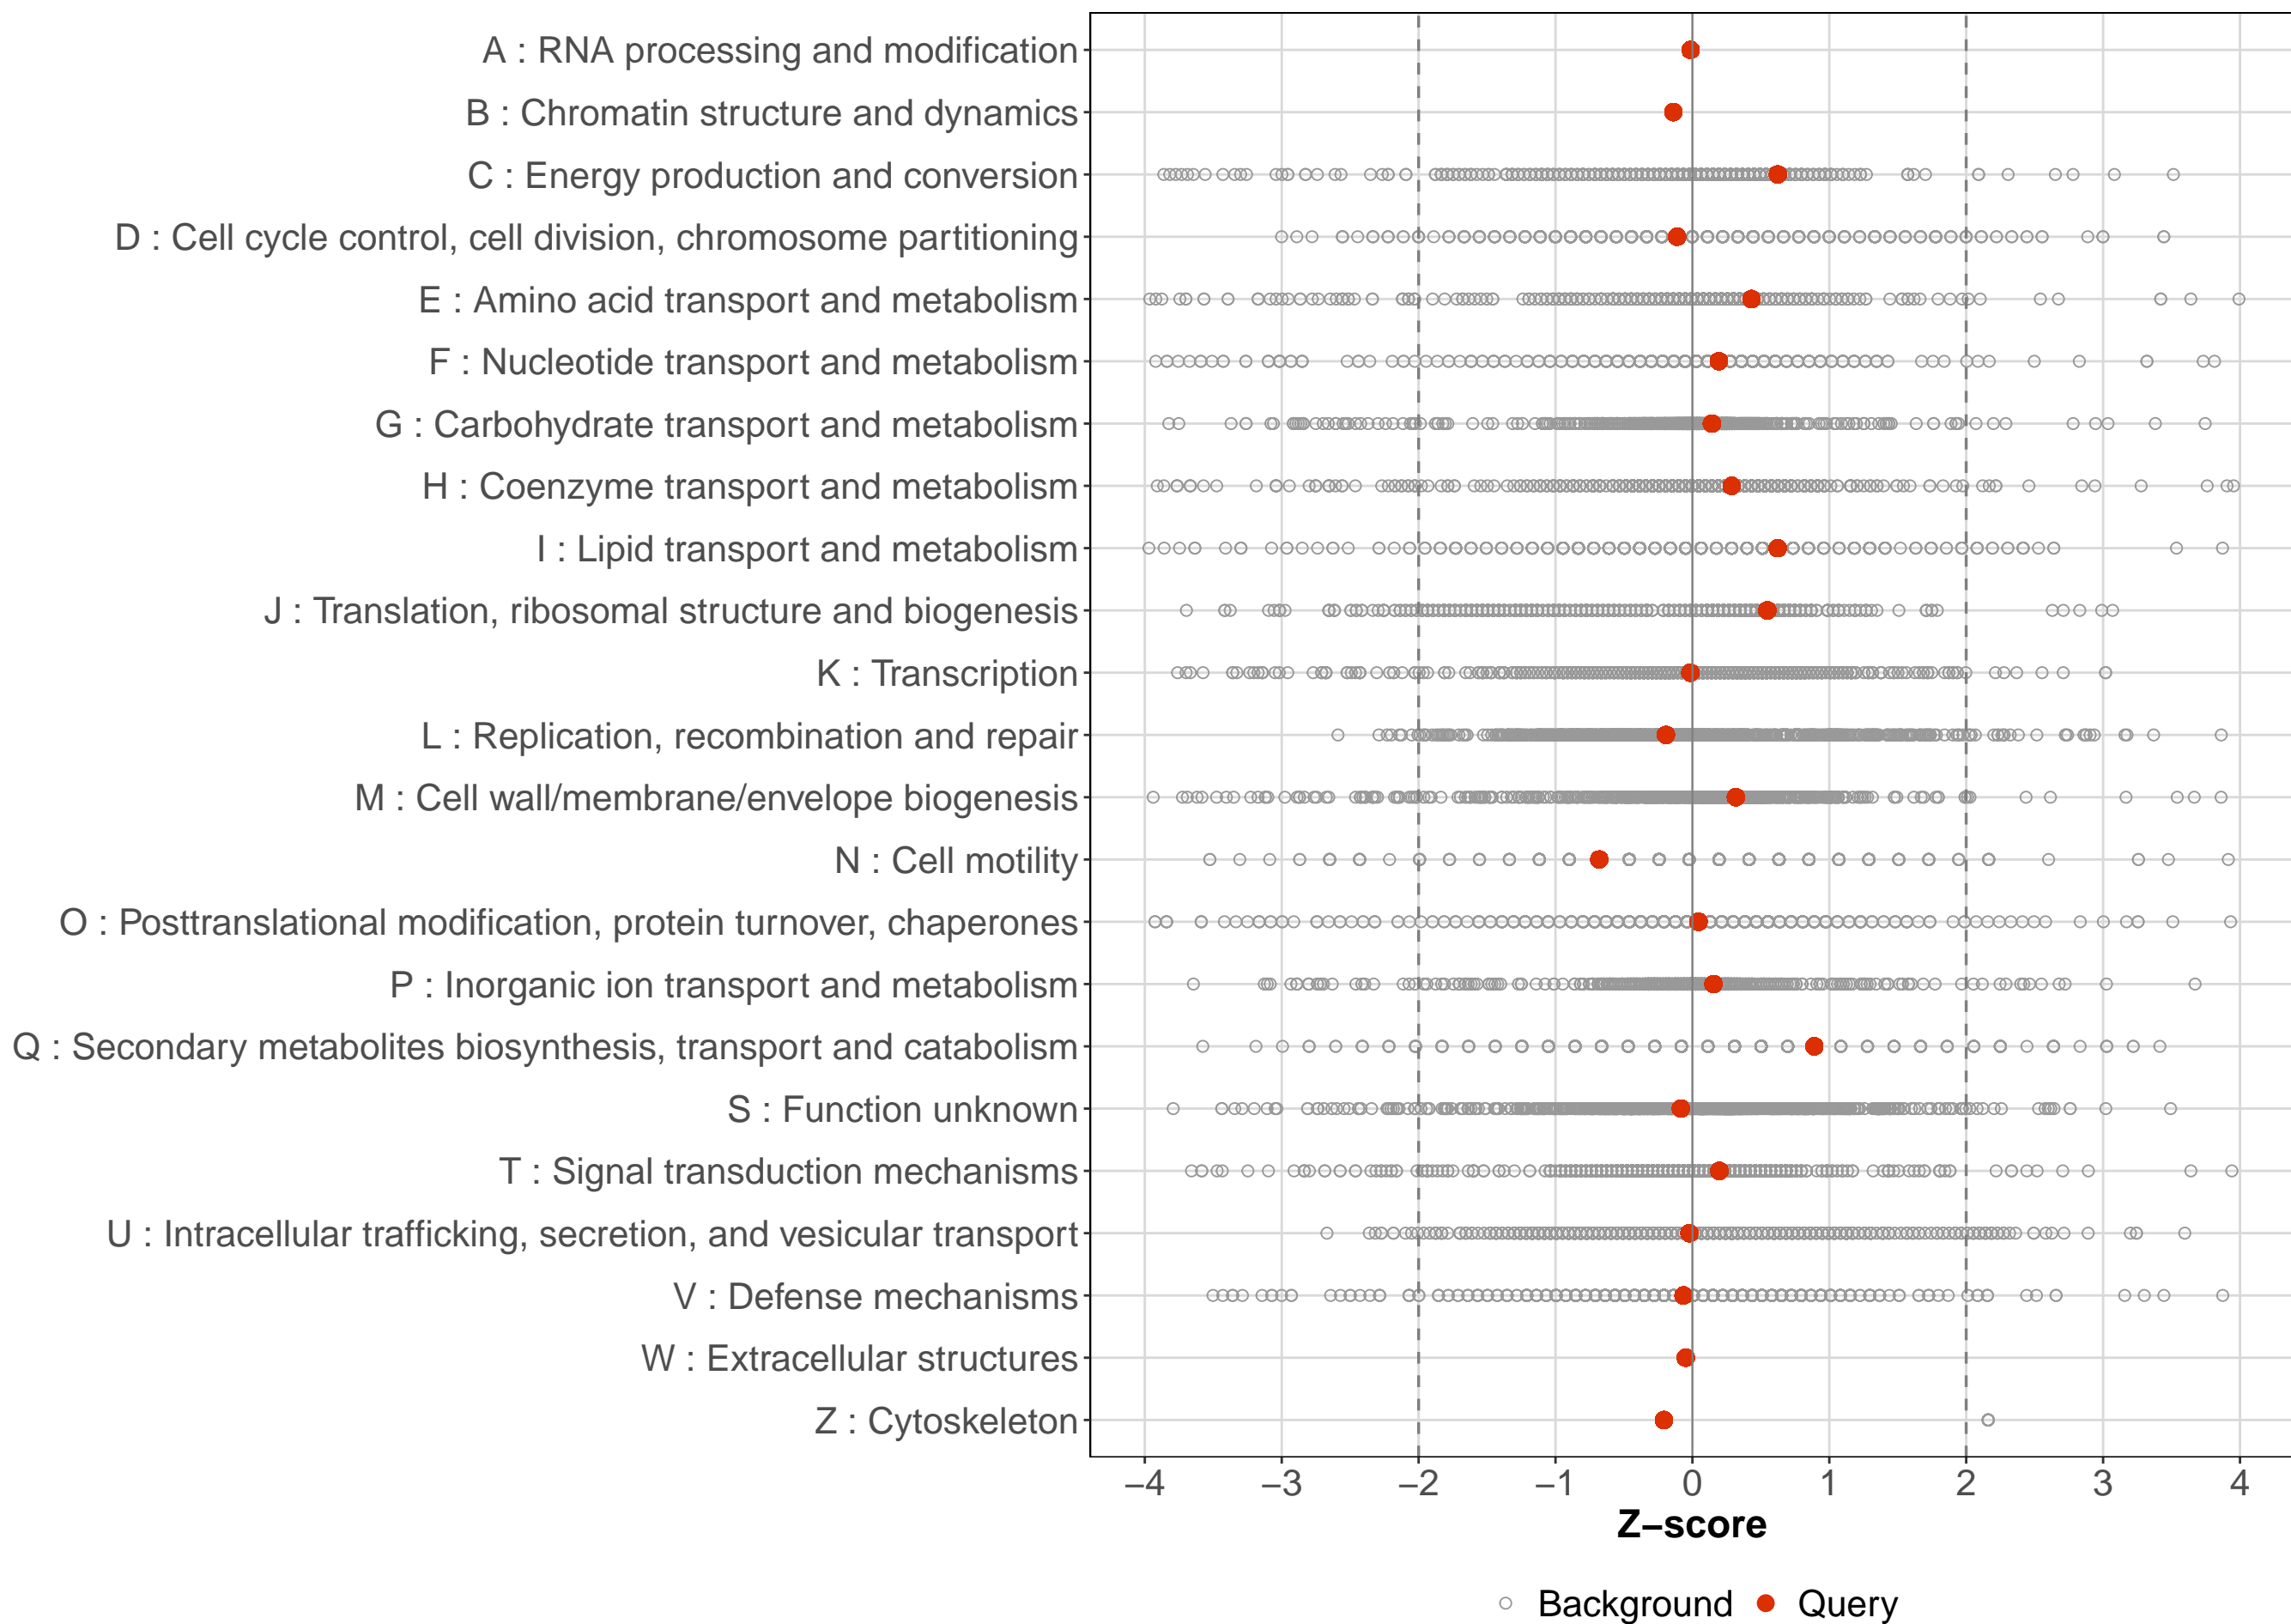 A : RNA processing and modification
B : Chromatin structure and dynamics
C : Energy production and conversion
D : Cell cycle control, cell division, chromosome partitioning
E : Amino acid transport and metabolism
F : Nucleotide transport and metabolism
G : Carbohydrate transport and metabolism
H : Coenzyme transport and metabolism
I : Lipid transport and metabolism
J : Translation, ribosomal structure and biogenesis
K : Transcription
L : Replication, recombination and repair
M : Cell wall/membrane/envelope biogenesis
N : Cell motility
O : Posttranslational modification, protein turnover, chaperones
P : Inorganic ion transport and metabolism
Q : Secondary metabolites biosynthesis, transport and catabolism
S : Function unknown
T : Signal transduction mechanisms
U : Intracellular trafficking, secretion, and vesicular transport
V : Defense mechanisms
W : Extracellular structures
Z : Cytoskeleton
−4 −3 −2 −1 0 1 2 3 4
Z−score
Background Query